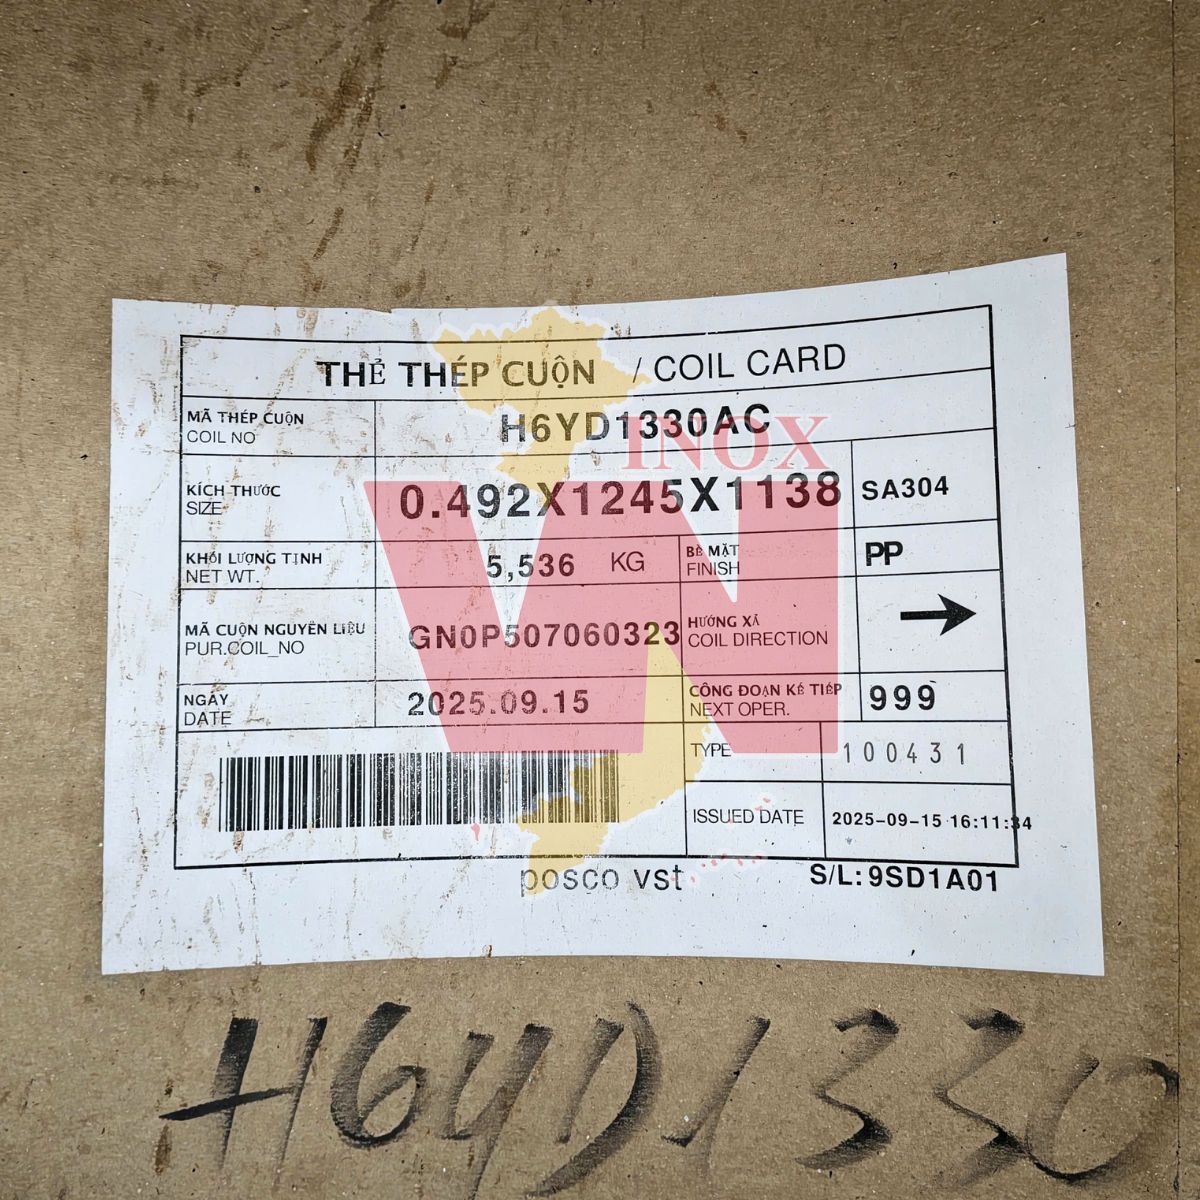 THẺ THÉP CUỘN / COIL CARD
MÃ THÉP CUỘN
COIL NO
H6YD1330AC
INOX
VN
KÍCH THƯỚC
SIZE
0.492X1245X1138
SA304
KHỐI LƯỢNG TỊNH
NET WT.
5,536 KG
BỀ MẶT
FINISH
PP
MÃ CUỘN NGUYÊN LIỆU
PUR.COIL_NO
GN0P507060323
HƯỚNG XẢ
COIL DIRECTION
NGÀY
DATE
2025.09.15
CÔNG ĐOẠN KẾ TIẾP
NEXT OPER.
999
TYPE
100431
ISSUED DATE
2025-09-15 16:11:34
posco vst
S/L:9SD1A01
H6YD1330